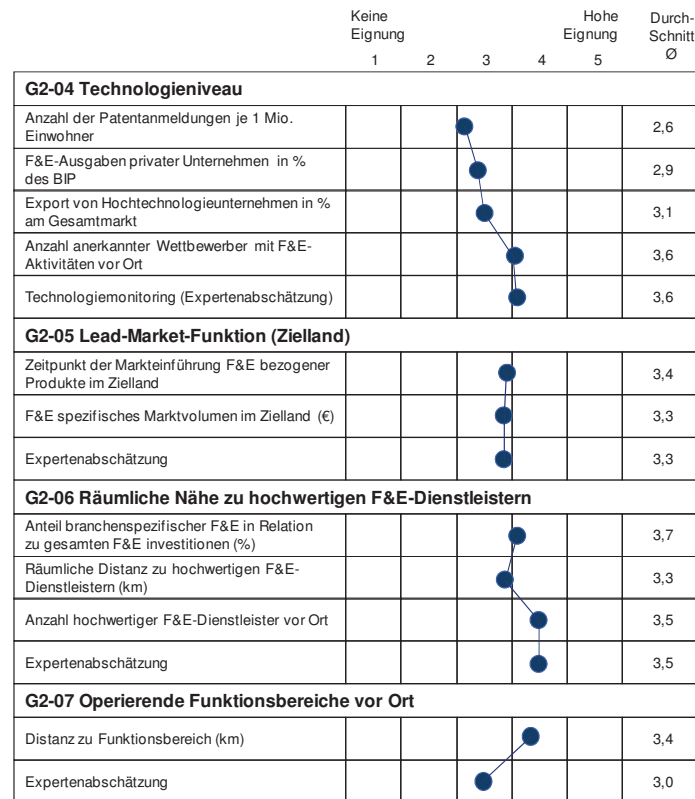 Keine
Eignung
Hohe
Eignung
Durch-
Schnitt
Ø
1 2 3 4 5
G2-04 Technologieniveau
Anzahl der Patentanmeldungen je 1 Mio.
Einwohner
2,6
F&E-Ausgaben privater Unternehmen in %
des BIP
2,9
Export von Hochtechnologieunternehmen in %
am Gesamtmarkt
3,1
Anzahl anerkannter Wettbewerber mit F&E-
Aktivitäten vor Ort
3,6
Technologiemonitoring (Expertenabschätzung)
3,6
G2-05 Lead-Market-Funktion (Zielland)
Zeitpunkt der Markteinführung F&E bezogener
Produkte im Zielland
3,4
F&E spezifisches Marktvolumen im Zielland (€)
3,3
Expertenabschätzung
3,3
G2-06 Räumliche Nähe zu hochwertigen F&E-Dienstleistern
Anteil branchenspezifischer F&E in Relation
zu gesamten F&E investitionen (%)
3,7
Räumliche Distanz zu hochwertigen F&E-
Dienstleistern (km)
3,3
Anzahl hochwertiger F&E-Dienstleister vor Ort
3,5
Expertenabschätzung
3,5
G2-07 Operierende Funktionsbereiche vor Ort
Distanz zu Funktionsbereich (km)
3,4
Expertenabschätzung
3,0